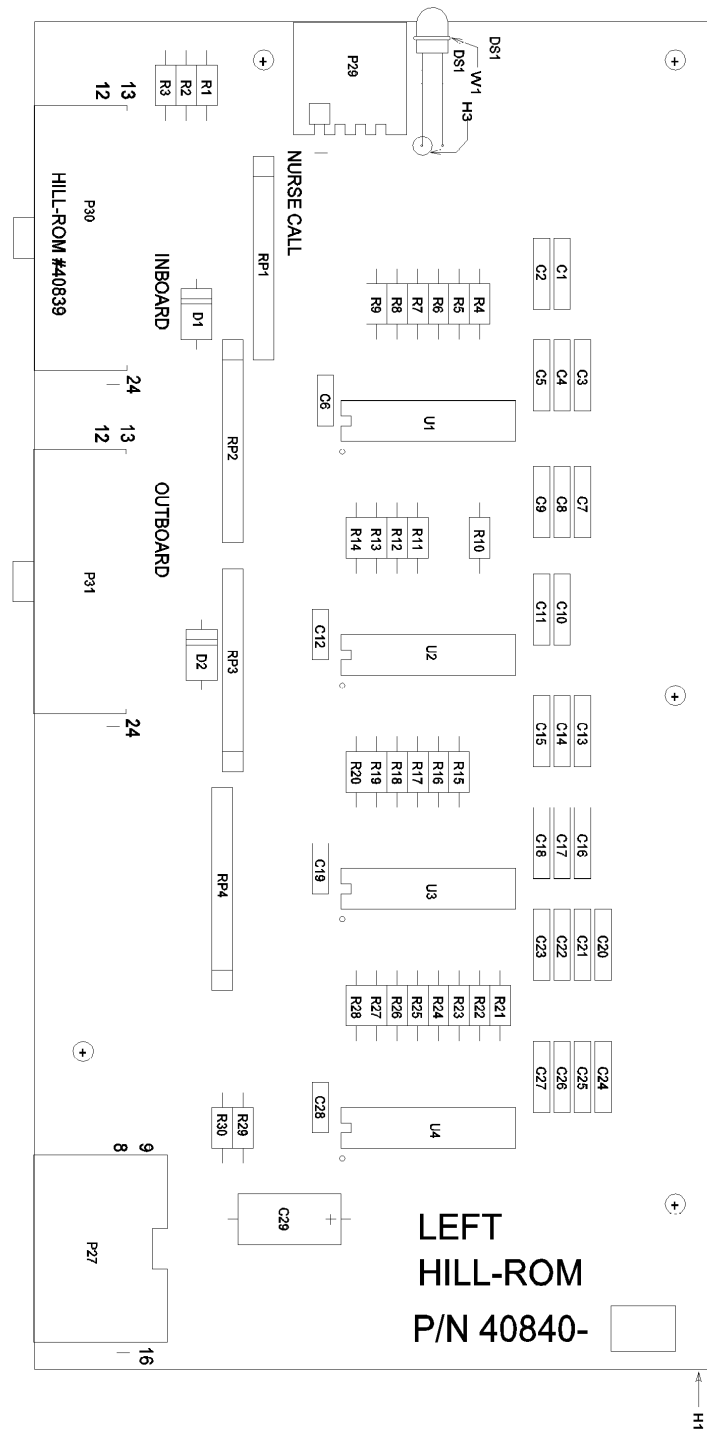 DS1
DS1
W1
H3
P29
R1
R2
R3
13
12
P30
HILL-ROM #40839
NURSE CALL
INBOARD
RP1
D1
24
C1
C2
R4
R5
R6
R7
R8
R9
C3
C4
C5
C6
U1
RP2
13
12
OUTBOARD
P31
C7
C8
C9
R10
R11
R12
R13
R14
C10
C11
C12
U2
RP3
D2
24
C13
C14
C15
R15
R16
R17
R18
R19
R20
C16
C17
C18
C19
U3
RP4
C20
C21
C22
C23
R21
R22
R23
R24
R25
R26
R27
R28
C24
C25
C26
C27
C28
U4
R29
R30
9
8
P27
16
C29
LEFT
HILL-ROM
P/N 40840-
H1